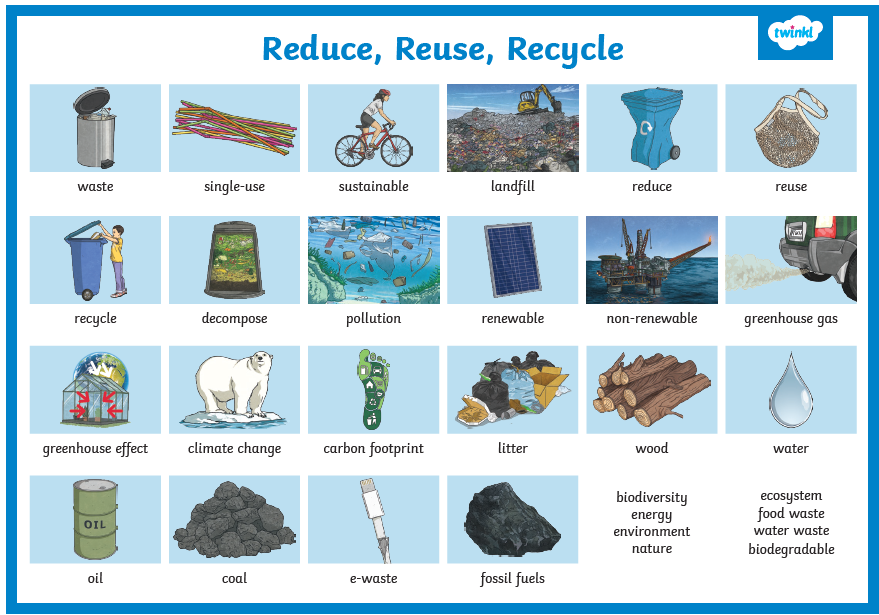 Reduce, Reuse, Recycle
twinkl
waste
single-use
sustainable
landfill
reduce
reuse
recycle
decompose
pollution
renewable
non-renewable
greenhouse gas
greenhouse effect
climate change
carbon footprint
litter
wood
water
OIL
oil
coal
e-waste
fossil fuels
biodiversity
energy
environment
nature
ecosystem
food waste
water waste
biodegradable